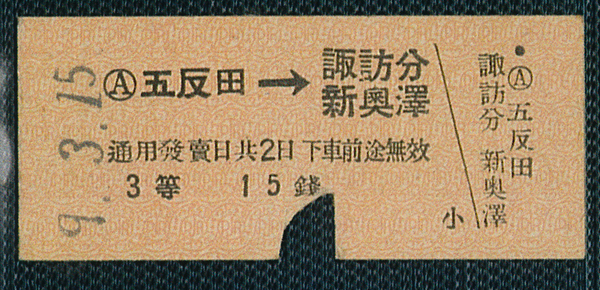 9.3.15
Ⓐ五反田→諏訪分
新奥澤
通用発賣日共2日 下車前途無效
3等 15錢
小
Ⓐ五反田
諏訪分 新奥澤